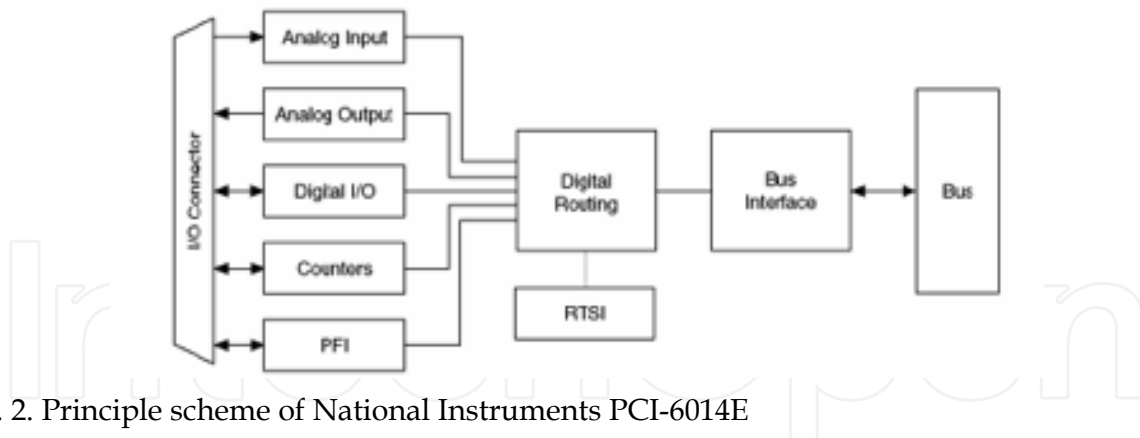 Analog Input
Analog Output
Digital I/O
Counters
PFI
I/O Connector
Digital
Routing
RTSI
Bus
Interface
Bus
. 2. Principle scheme of National Instruments PCI-6014E